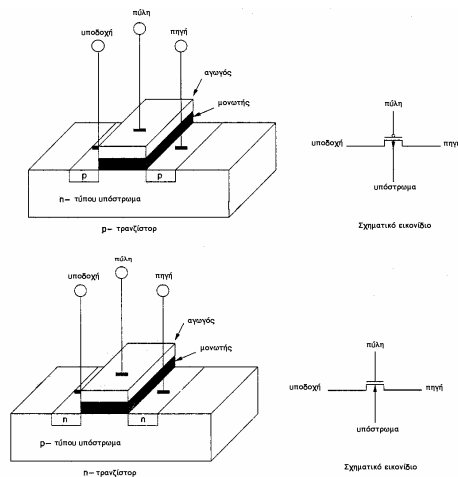 πύλη
υποδοχή
πηγή
αγωγός
μονωτής
p
p
n– τύπου υπόστρωμα
p– τρανζίστορ
πύλη
υποδοχή
πηγή
υπόστρωμα
Σχηματικό εικονίδιο
πύλη
υποδοχή
πηγή
αγωγός
μονωτής
n
n
p– τύπου υπόστρωμα
n– τρανζίστορ
πύλη
υποδοχή
πηγή
υπόστρωμα
Σχηματικό εικονίδιο